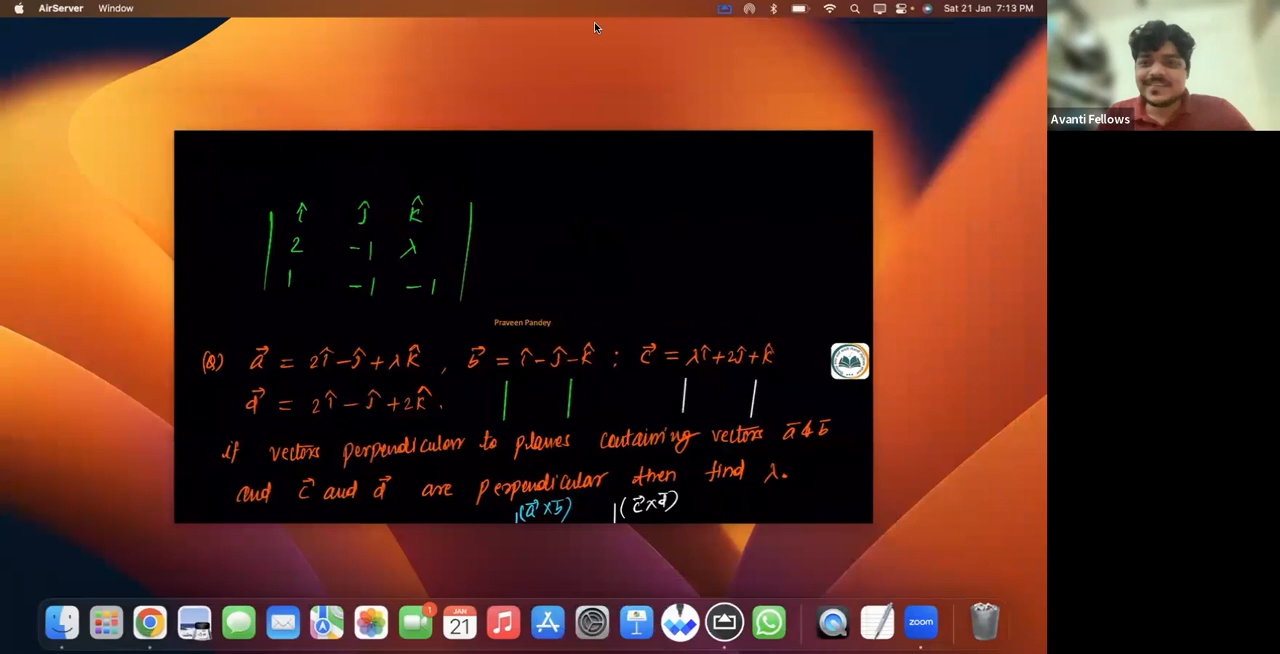 AirServer Window Sat 21 Jan 7:13 PM
Avanti Fellows
î ĵ k̂
2 -1 λ
1 -1 -1
Praveen Pandey
(Q) a⃗ = 2î-ĵ+λk̂ , b⃗ = î-ĵ-k̂ ; c⃗ = λî+2ĵ+k̂
d⃗ = 2î-ĵ+2k̂.
if vectors perpendicular to planes containing vectors a̅ & b̅
and c⃗ and d⃗ are perpendicular then find λ.
(a⃗×b̅) (c⃗×d̅)
1
JAN
21
zoom